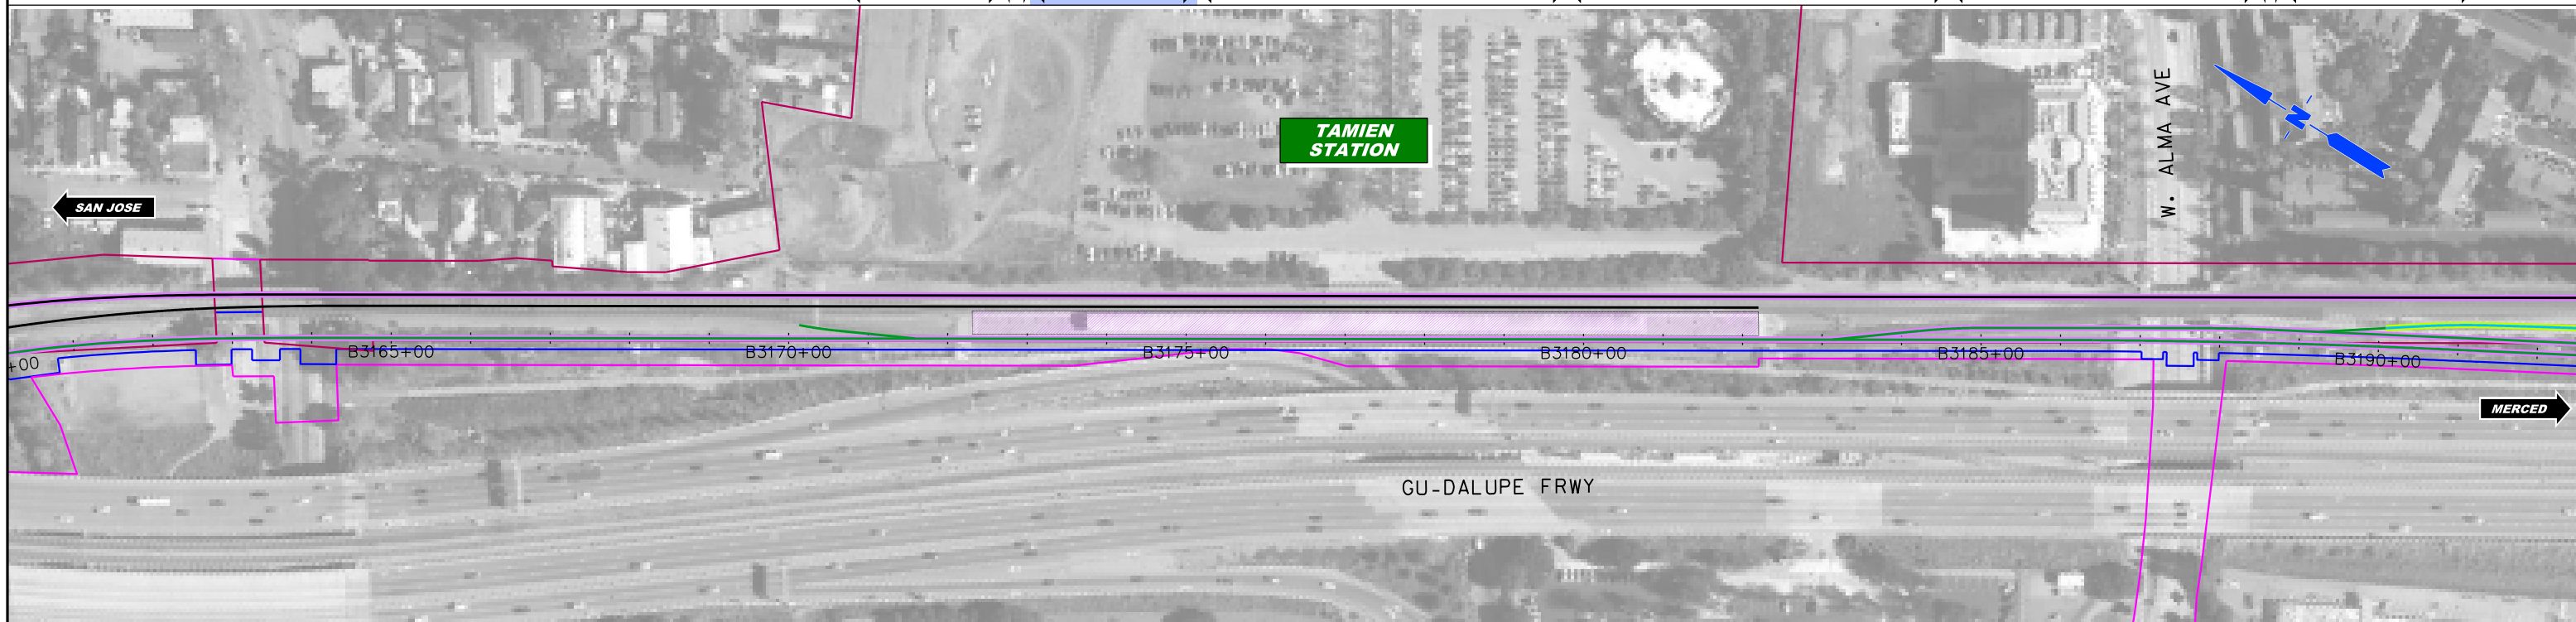 TAMIEN
STATION
W. ALMA AVE
N
SAN JOSE
+00
B3165+00
B3170+00
B3175+00
B3180+00
B3185+00
B3190+00
MERCED
GU-DALUPE FRWY